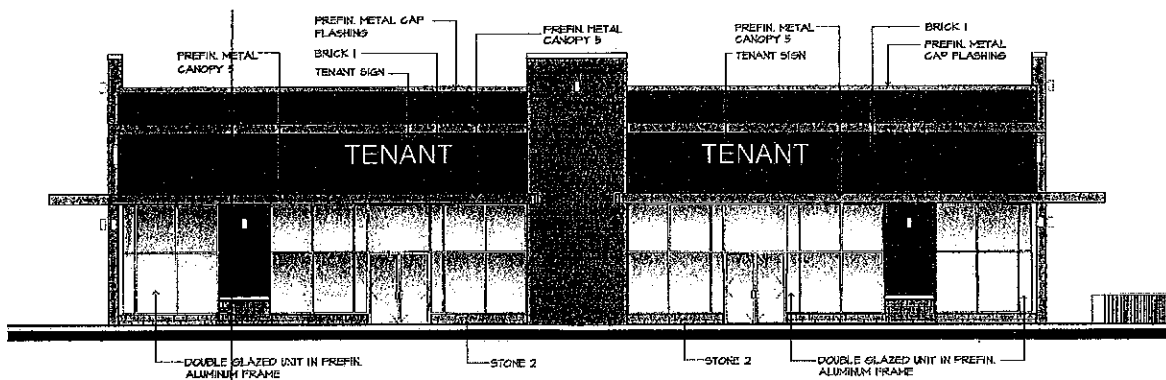 PREFIN. METAL CAP
FLASHING
PREFIN. METAL
CANOPY 5
BRICK 1
TENANT SIGN
PREFIN. METAL
CANOPY 5
PREFIN. METAL
CANOPY 5
TENANT SIGN
BRICK 1
PREFIN. METAL
CAP FLASHING
TENANT
TENANT
DOUBLE GLAZED UNIT IN PREFIN.
ALUMINUM FRAME
STONE 2
STONE 2
DOUBLE GLAZED UNIT IN PREFIN.
ALUMINUM FRAME